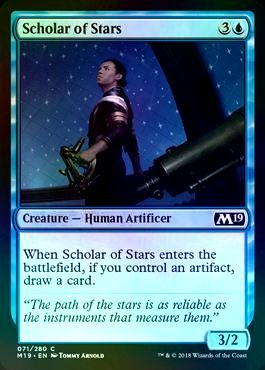 Scholar of Stars 3
Creature — Human Artificer M19
When Scholar of Stars enters the
battlefield, if you control an artifact,
draw a card.
"The path of the stars is as reliable as
the instruments that measure them."
3/2
071/280 C
M19 • EN TOMMY ARNOLD ™ & © 2018 Wizards of the Coast